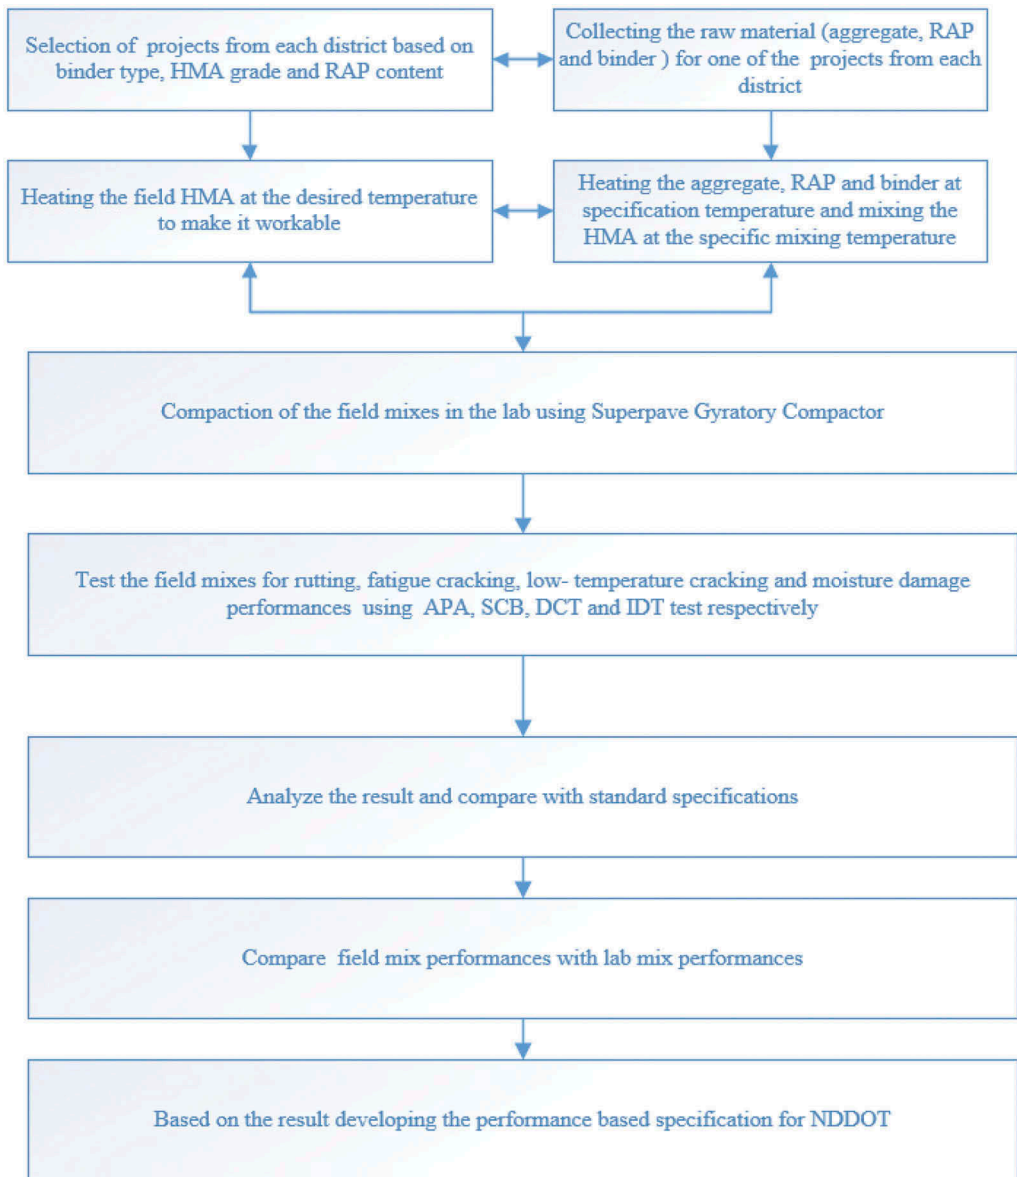 Selection of projects from each district based on
binder type, HMA grade and RAP content
Collecting the raw material (aggregate, RAP
and binder ) for one of the projects from each
district
Heating the field HMA at the desired temperature
to make it workable
Heating the aggregate, RAP and binder at
specification temperature and mixing the
HMA at the specific mixing temperature
Compaction of the field mixes in the lab using Superpave Gyratory Compactor
Test the field mixes for rutting, fatigue cracking, low- temperature cracking and moisture damage
performances using APA, SCB, DCT and IDT test respectively
Analyze the result and compare with standard specifications
Compare field mix performances with lab mix performances
Based on the result developing the performance based specification for NDDOT